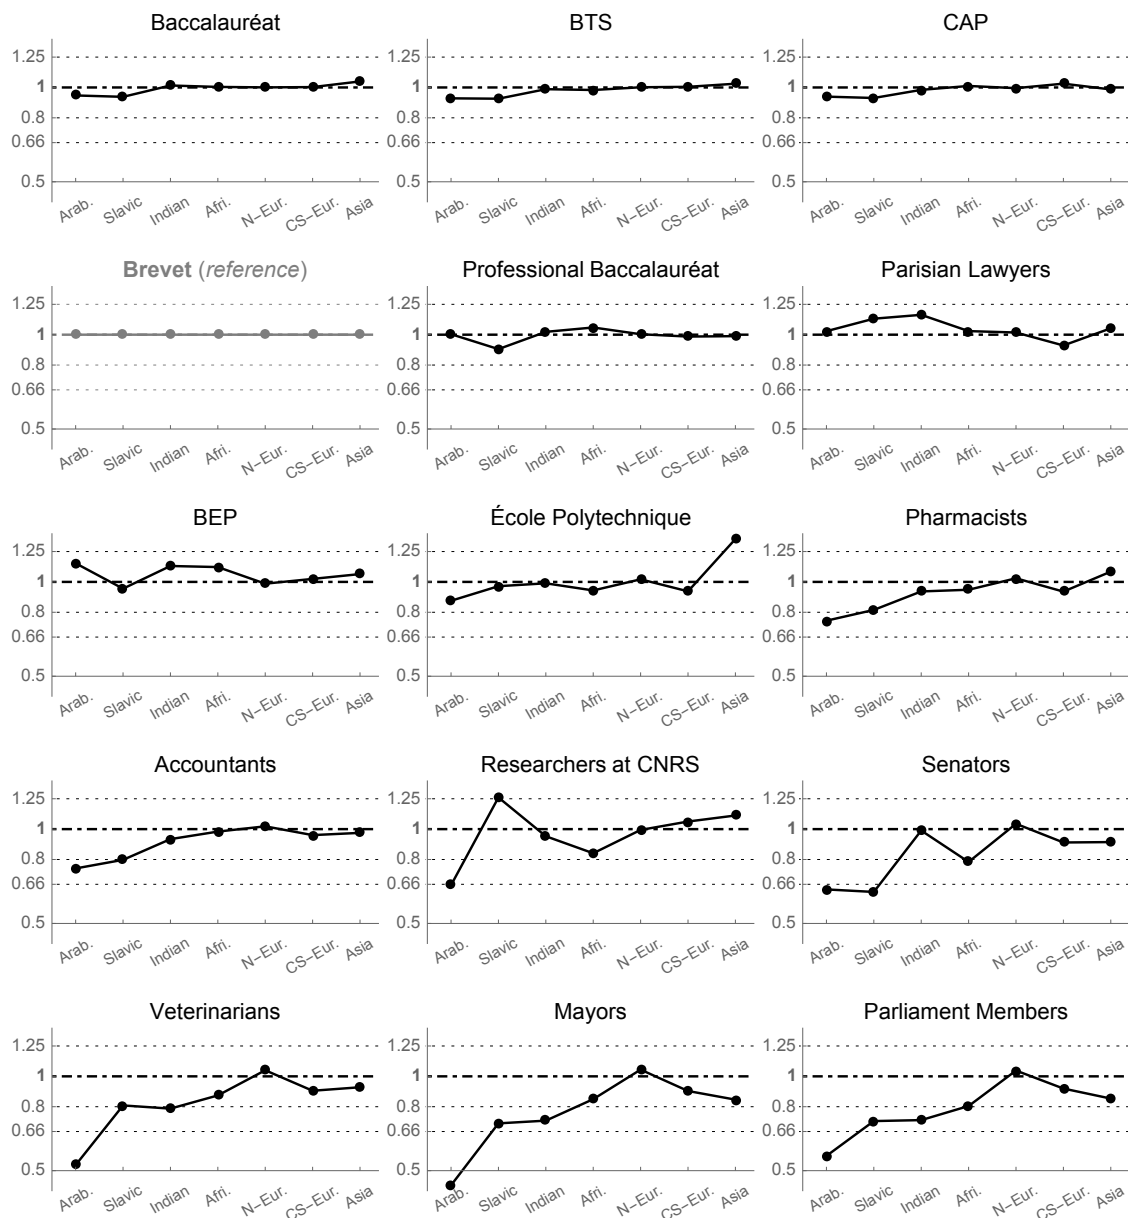 Baccalauréat
1.25
1
0.8
0.66
0.5
Arab. Slavic Indian Afri. N-Eur. CS-Eur. Asia
BTS
1.25
1
0.8
0.66
0.5
Arab. Slavic Indian Afri. N-Eur. CS-Eur. Asia
CAP
1.25
1
0.8
0.66
0.5
Arab. Slavic Indian Afri. N-Eur. CS-Eur. Asia
Brevet (reference)
1.25
1
0.8
0.66
0.5
Arab. Slavic Indian Afri. N-Eur. CS-Eur. Asia
Professional Baccalauréat
1.25
1
0.8
0.66
0.5
Arab. Slavic Indian Afri. N-Eur. CS-Eur. Asia
Parisian Lawyers
1.25
1
0.8
0.66
0.5
Arab. Slavic Indian Afri. N-Eur. CS-Eur. Asia
BEP
1.25
1
0.8
0.66
0.5
Arab. Slavic Indian Afri. N-Eur. CS-Eur. Asia
École Polytechnique
1.25
1
0.8
0.66
0.5
Arab. Slavic Indian Afri. N-Eur. CS-Eur. Asia
Pharmacists
1.25
1
0.8
0.66
0.5
Arab. Slavic Indian Afri. N-Eur. CS-Eur. Asia
Accountants
1.25
1
0.8
0.66
0.5
Arab. Slavic Indian Afri. N-Eur. CS-Eur. Asia
Researchers at CNRS
1.25
1
0.8
0.66
0.5
Arab. Slavic Indian Afri. N-Eur. CS-Eur. Asia
Senators
1.25
1
0.8
0.66
0.5
Arab. Slavic Indian Afri. N-Eur. CS-Eur. Asia
Veterinarians
1.25
1
0.8
0.66
0.5
Arab. Slavic Indian Afri. N-Eur. CS-Eur. Asia
Mayors
1.25
1
0.8
0.66
0.5
Arab. Slavic Indian Afri. N-Eur. CS-Eur. Asia
Parliament Members
1.25
1
0.8
0.66
0.5
Arab. Slavic Indian Afri. N-Eur. CS-Eur. Asia